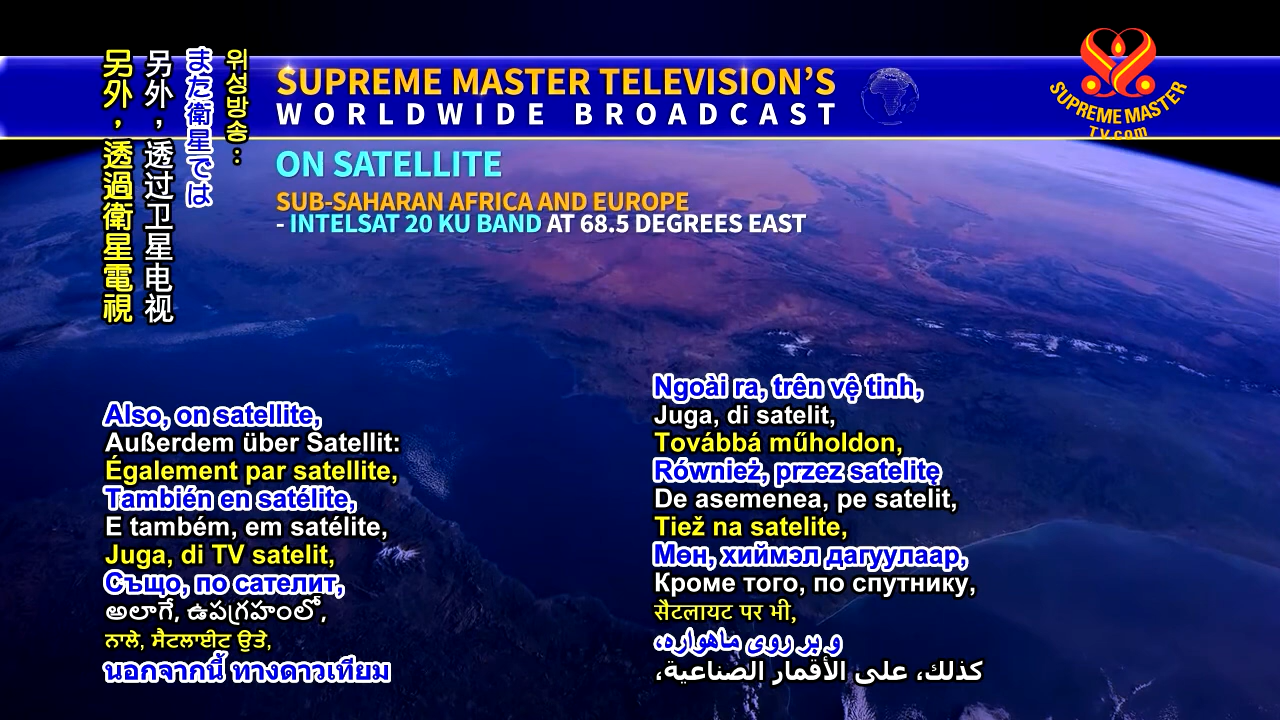 SUPREME MASTER TELEVISION’S
WORLDWIDE BROADCAST
SUPREME MASTER
TV.com
ON SATELLITE
SUB-SAHARAN AFRICA AND EUROPE
- INTELSAT 20 KU BAND AT 68.5 DEGREES EAST
위성방송:
また衛星では
另外，透过卫星电视
另外，透過衛星電視
Also, on satellite,
Außerdem über Satellit:
Également par satellite,
También en satélite,
E também, em satélite,
Juga, di TV satelit,
Също, по сателит,
అలాగే, ఉపగ్రహంలో,
ਨਾਲੇ, ਸੈਟਲਾਈਟ ਉਤੇ,
นอกจากนี้ ทางดาวเทียม
Ngoài ra, trên vệ tinh,
Juga, di satelit,
Továbbá műholdon,
Również, przez satelitę
De asemenea, pe satelit,
Tiež na satelite,
Мөн, хиймэл дагуулаар,
Кроме того, по спутнику,
सैटलायट पर भी,
و بر روی ماهواره،
كذلك، على الأقمار الصناعية،